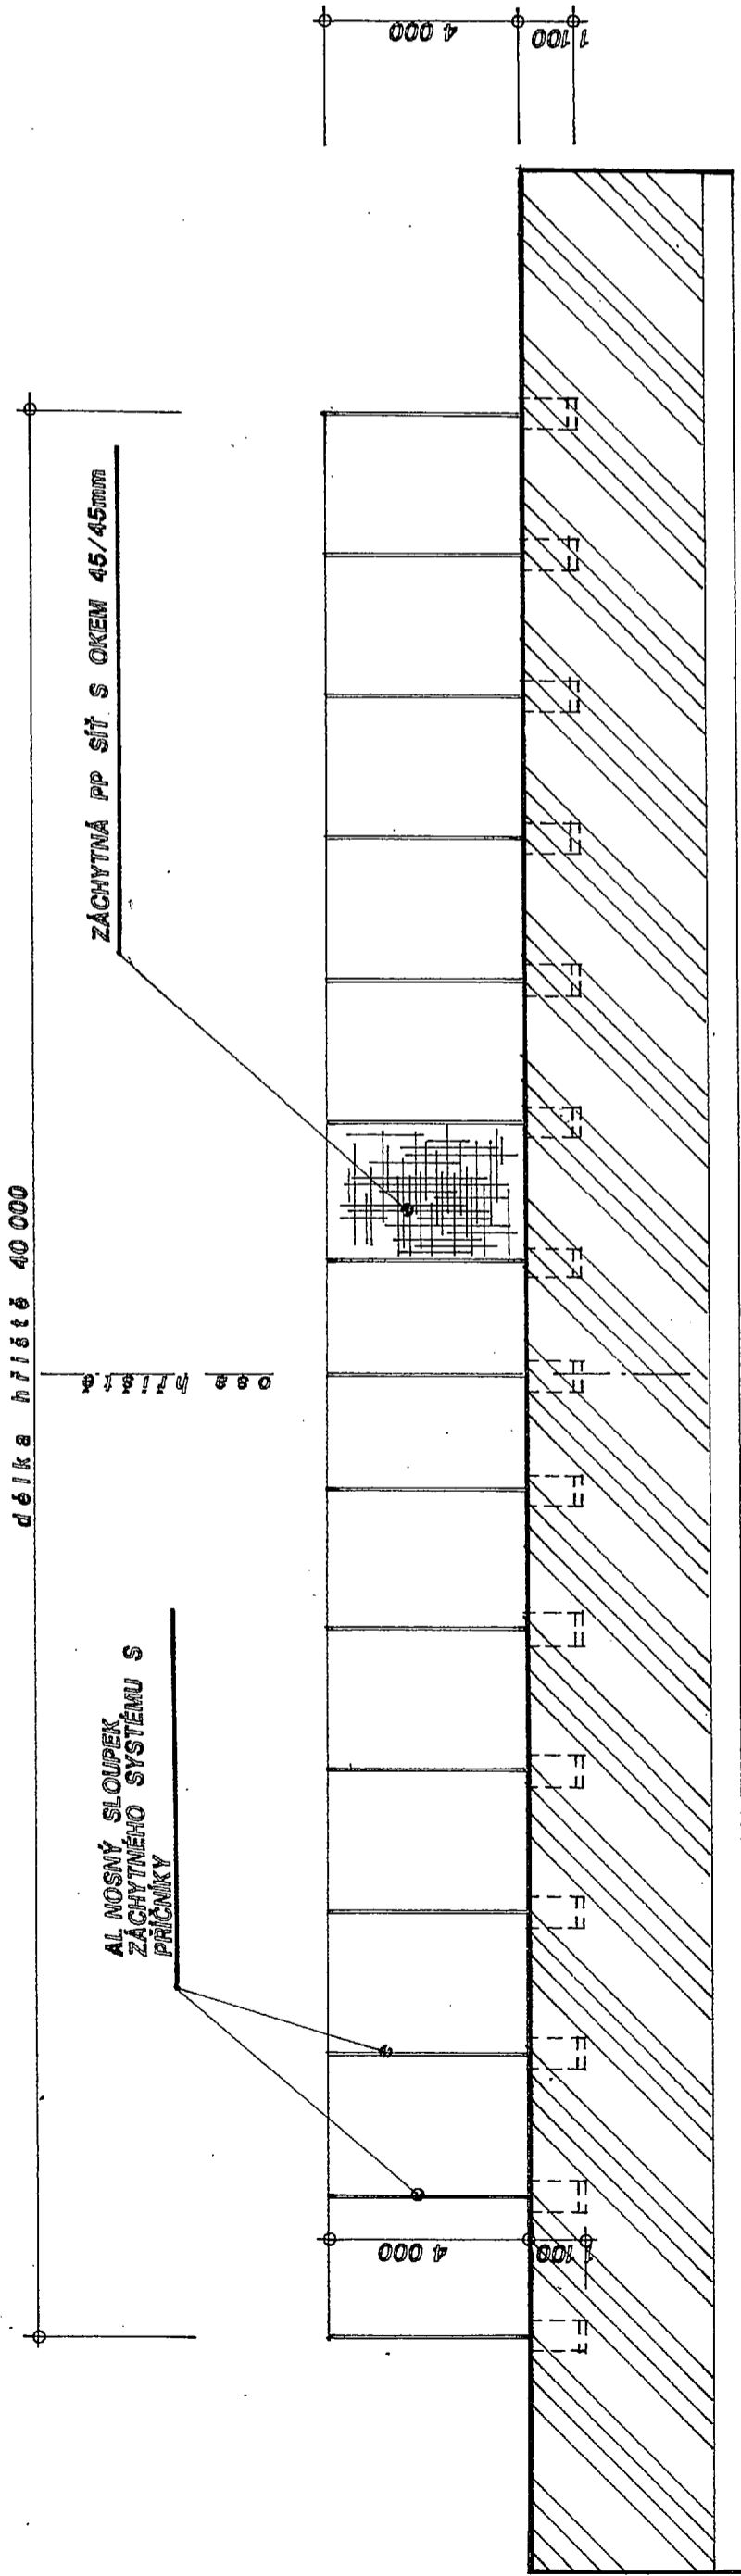 délka hřiště 40 000
ZÁCHYTNÁ PP SÍŤ S OKEM 45/45mm
AL NOSNÝ SLOUPEK
ZÁCHYTNÉHO SYSTÉMU S
PŘÍČNÍKY
osa hřiště
4 000
1 100
4 000
1 100